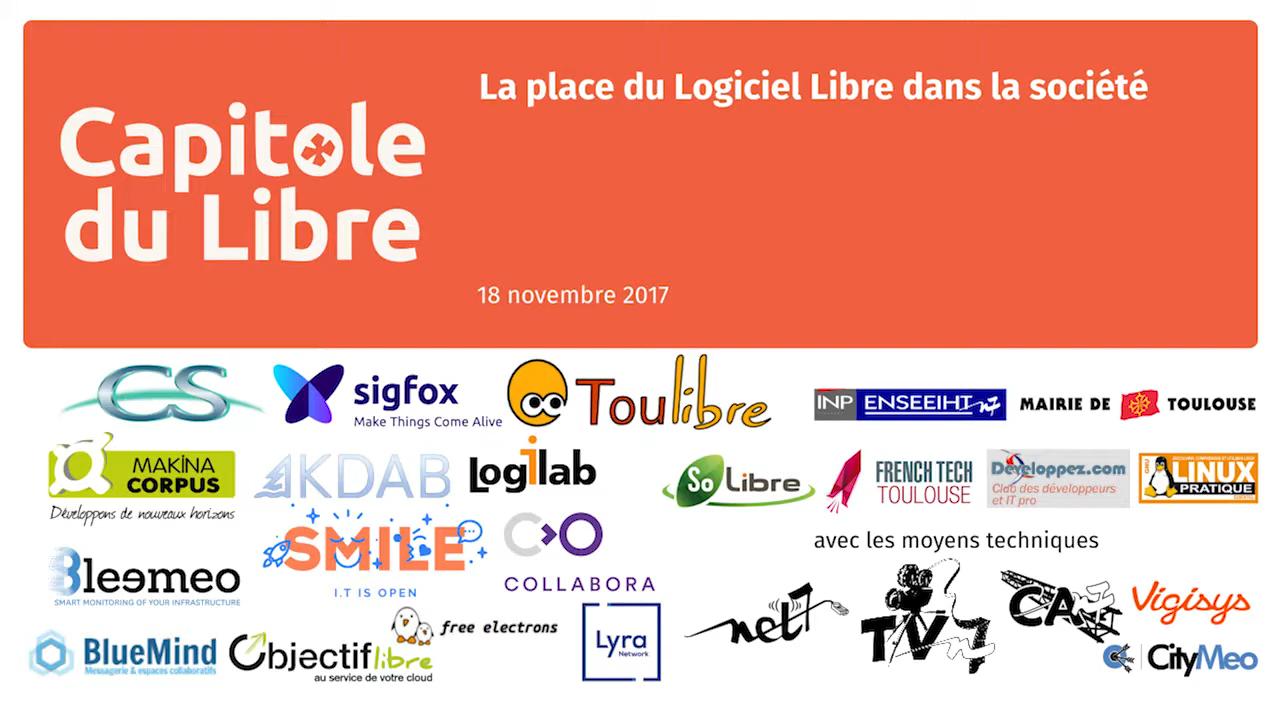 La place du Logiciel Libre dans la société
Capitole
du Libre
18 novembre 2017
CS
sigfox
Make Things Come Alive
Toulibre
INP ENSEEIHT n7
MAIRIE DE TOULOUSE
MAKINA
CORPUS
Développons de nouveaux horizons
KDAB
Logilab
So Libre
FRENCH TECH
TOULOUSE
Developpez.com
Club des développeurs
et IT pro
LINUX
PRATIQUE
SMILE
I.T IS OPEN
COLLABORA
avec les moyens techniques
Bleemeo
SMART MONITORING OF YOUR INFRASTRUCTURE
net7
TV7
CA
Vigisys
BlueMind
Messagerie & espaces collaboratifs
Objectif libre
au service de votre cloud
free electrons
Lyra
Network
CityMeo